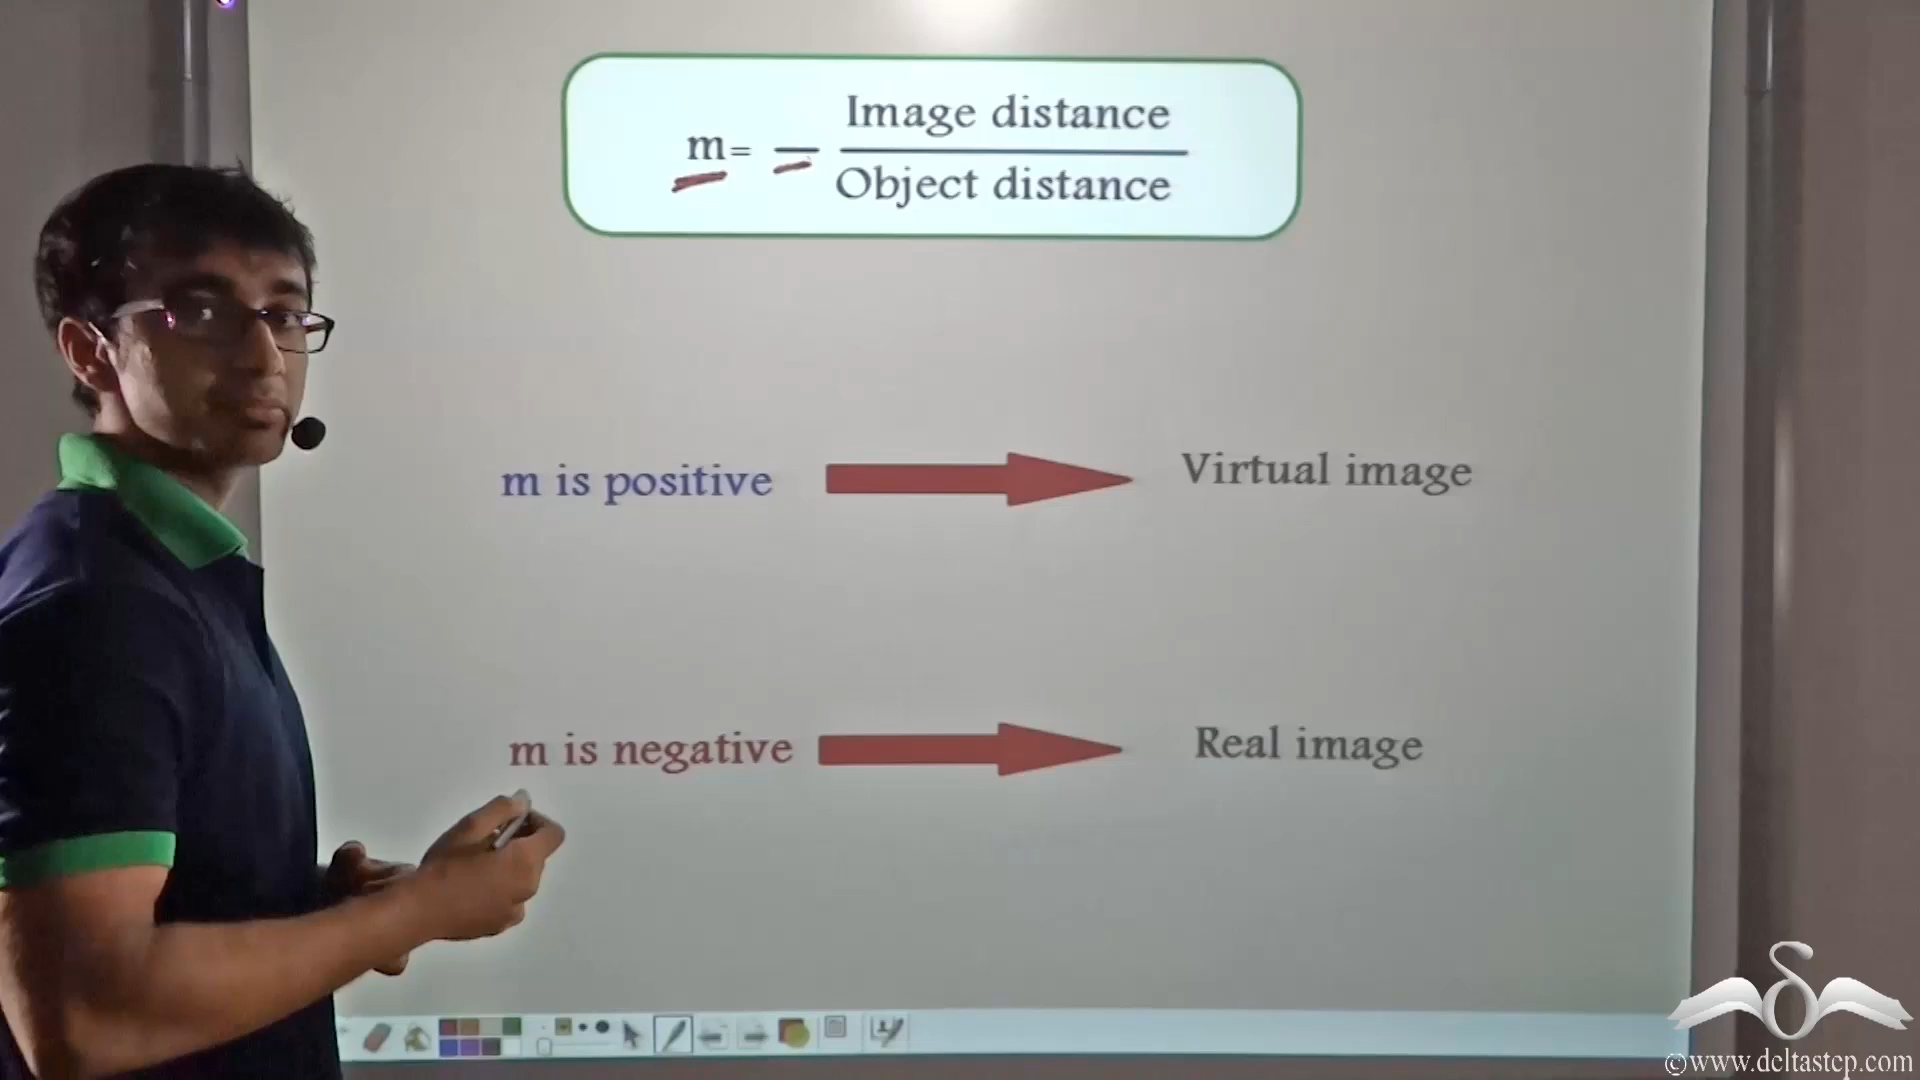 Image distance
m= —
Object distance
m is positive
Virtual image
m is negative
Real image
©www.deltastep.com